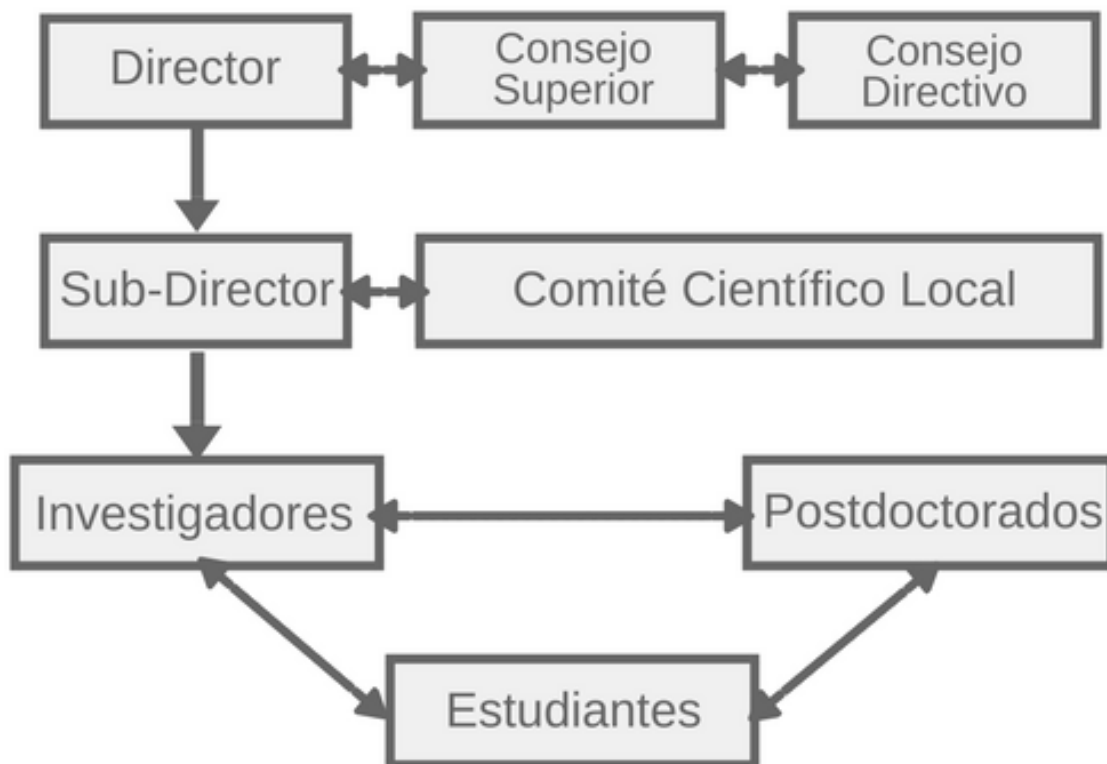 Director
Consejo
Superior
Consejo
Directivo
Sub-Director
Comité Científico Local
Investigadores
Postdoctorados
Estudiantes